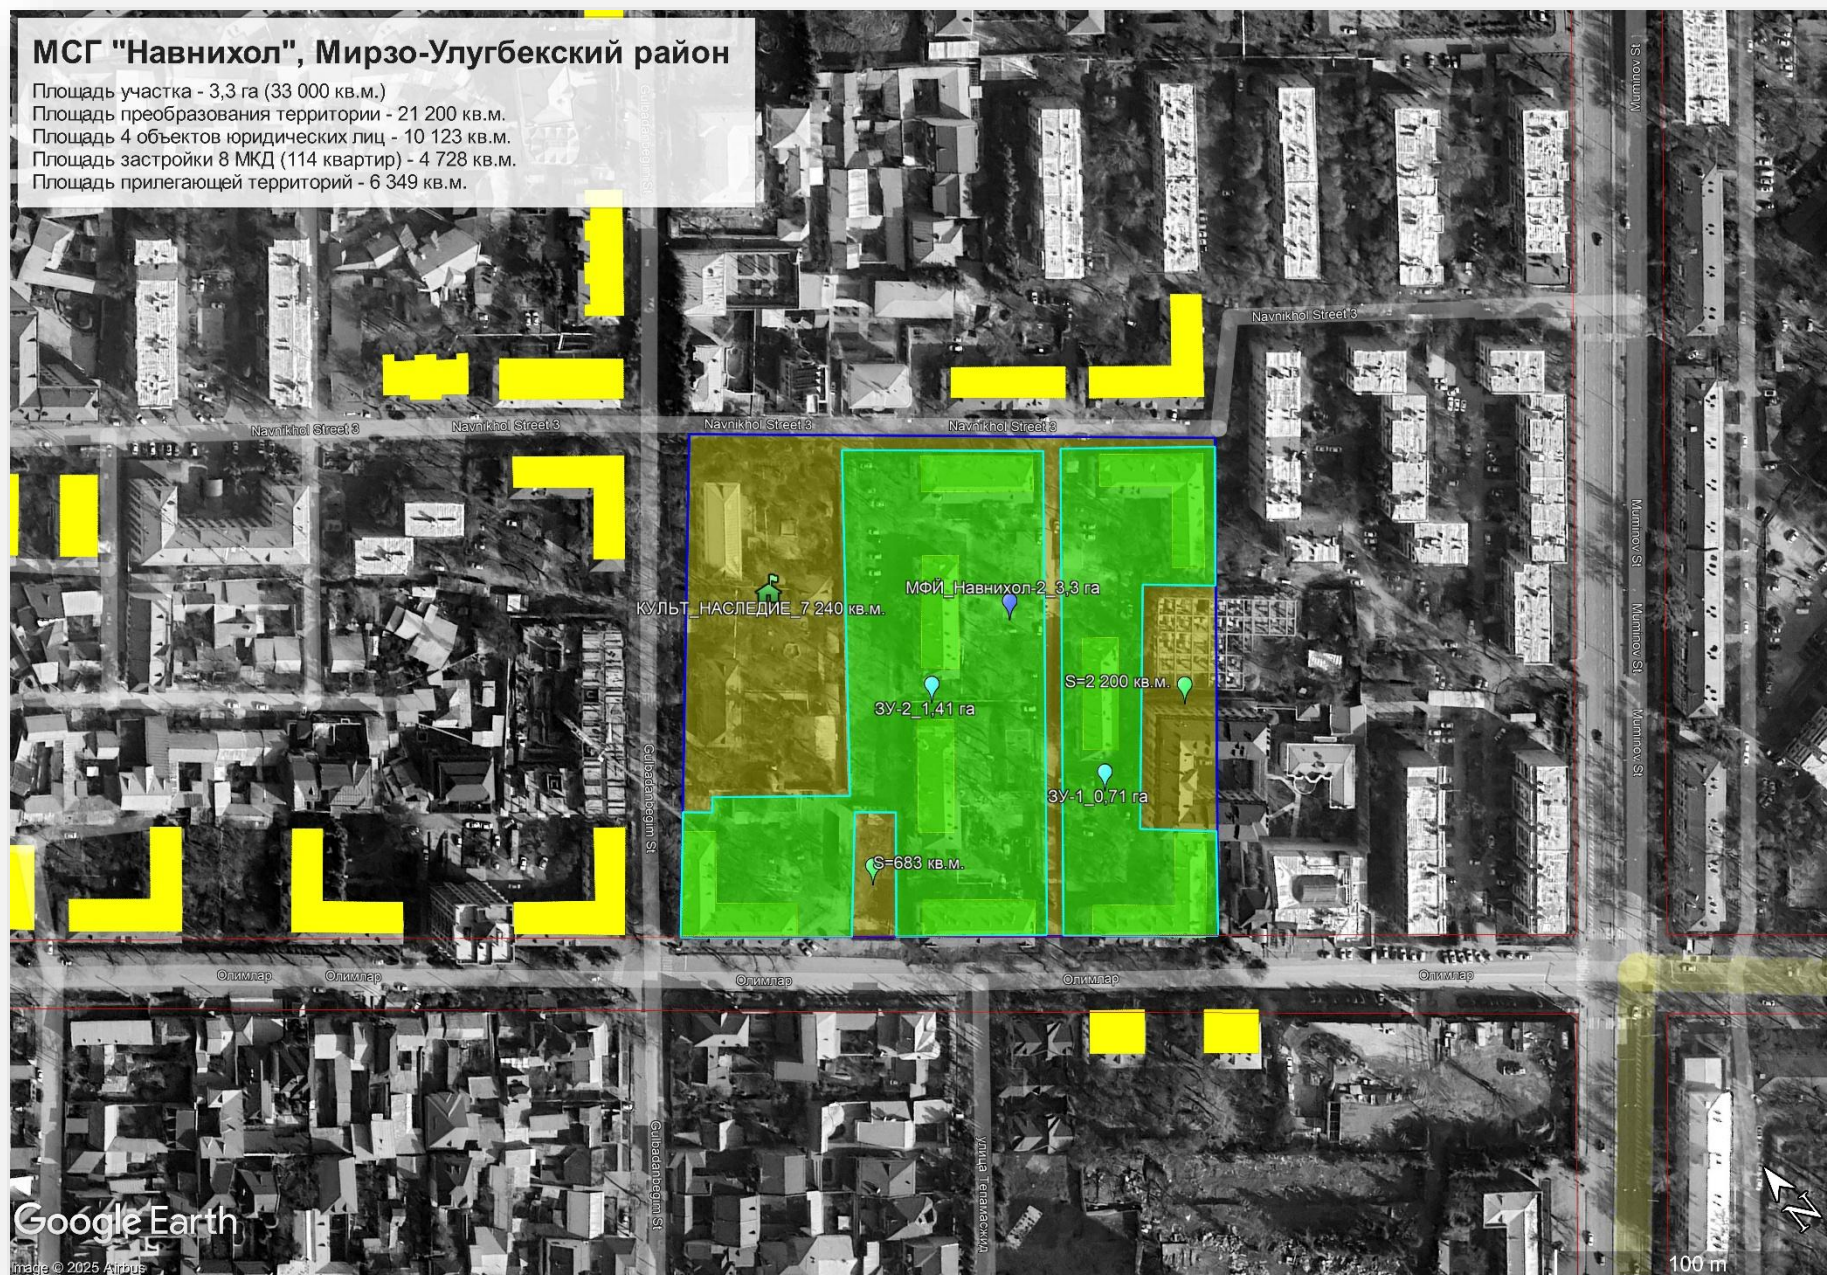 МСГ "Навнихол", Мирзо-Улугбекский район
Площадь участка - 3,3 га (33 000 кв.м.)
Площадь преобразования территории - 21 200 кв.м.
Площадь 4 объектов юридических лиц - 10 123 кв.м.
Площадь застройки 8 МКД (114 квартир) - 4 728 кв.м.
Площадь прилегающей территорий - 6 349 кв.м.
Muminov St
Navnikhol Street 3
Navnikhol Street 3
Navnikhol Street 3
Navnikhol Street 3
Navnikhol Street 3
МФЙ_Навнихол-2_3,3 га
КУЛЬТ_НАСЛЕДИЕ_7 240 кв.м.
S=2 200 кв.м.
ЗУ-2_1,41 га
ЗУ-1_0,71 га
S=683 кв.м.
Muminov St
Muminov St
Muminov St
Gulbadanbegim St
Олимлар
Олимлар
Олимлар
Олимлар
Олимлар
Gulbadanbegim St
улица Тепамасжид
Google Earth
Image © 2025 Airbus
N
100 m